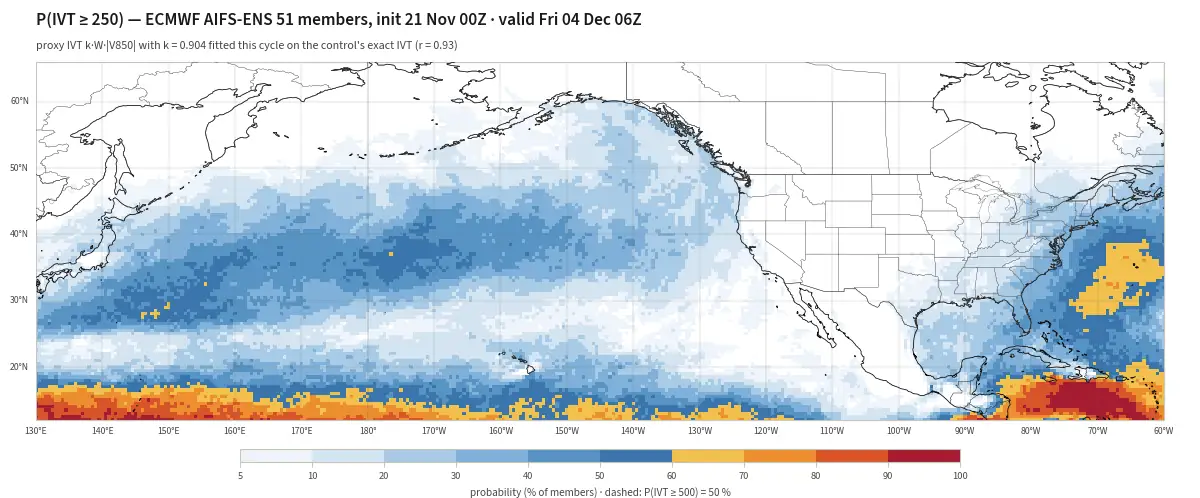 P(IVT ≥ 250) — ECMWF AIFS-ENS 51 members, init 21 Nov 00Z · valid Fri 04 Dec 06Z
proxy IVT k·W·|V850| with k = 0.904 fitted this cycle on the control's exact IVT (r = 0.93)
60°N
50°N
40°N
30°N
20°N
130°E 140°E 150°E 160°E 170°E 180° 170°W 160°W 150°W 140°W 130°W 120°W 110°W 100°W 90°W 80°W 70°W 60°W
5 10 20 30 40 50 60 70 80 90 100
probability (% of members) · dashed: P(IVT ≥ 500) = 50 %